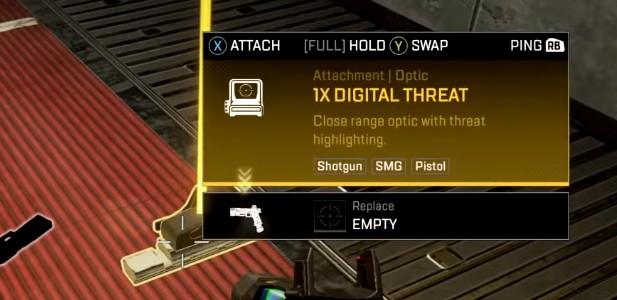 X ATTACH [FULL] HOLD Y SWAP PING RB
Attachment | Optic
1X DIGITAL THREAT
Close range optic with threat
highlighting.
Shotgun SMG Pistol
Replace
EMPTY